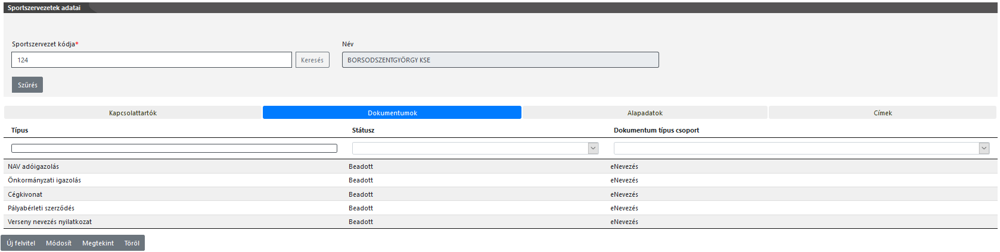 Sportszervezetek adatai
Sportszervezet kódja* Név
124 Keresés BORSODSZENTGYÖRGY KSE
Szűrés
Kapcsolattartók Dokumentumok Alapadatok Címek
Típus Státusz Dokumentum típus csoport
NAV adóigazolás Beadott eNevezés
Önkormányzati igazolás Beadott eNevezés
Cégkivonat Beadott eNevezés
Pályabérleti szerződés Beadott eNevezés
Verseny nevezés nyilatkozat Beadott eNevezés
Új felvitel Módosít Megtekint Töröl